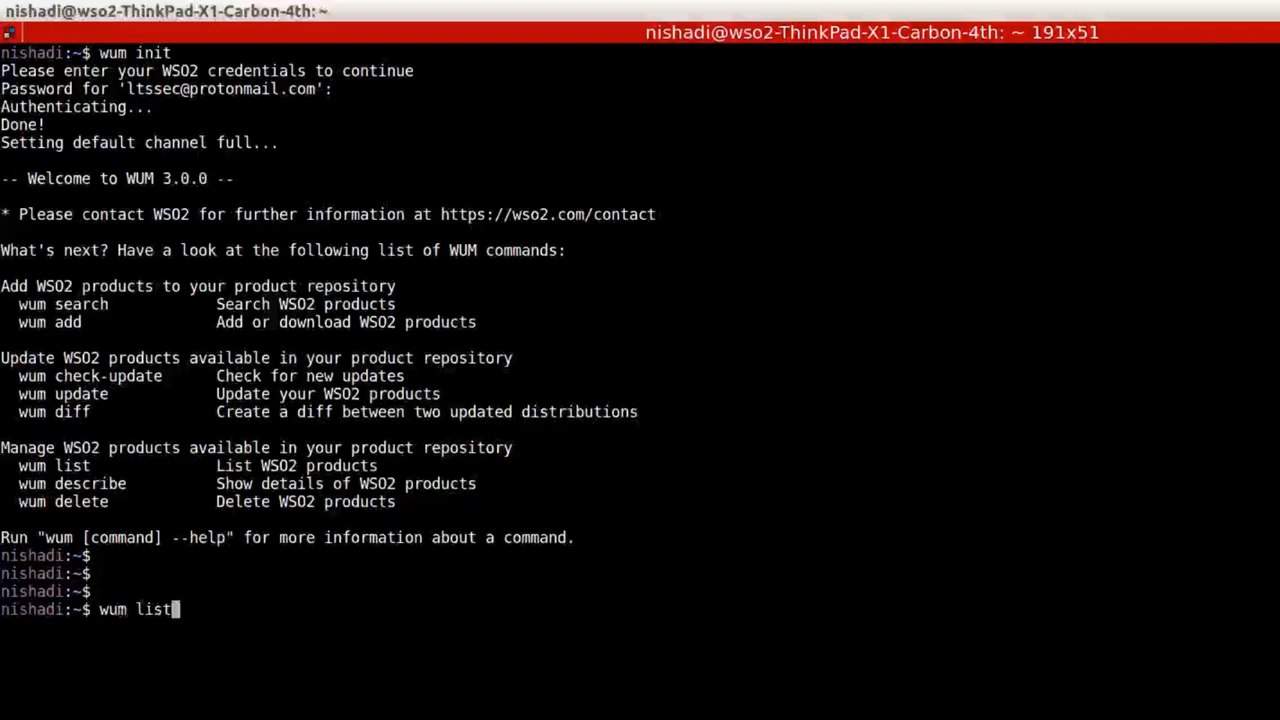 nishadi@wso2-ThinkPad-X1-Carbon-4th: ~
nishadi@wso2-ThinkPad-X1-Carbon-4th: ~ 191x51
nishadi:~$ wum init
Please enter your WSO2 credentials to continue
Password for 'ltssec@protonmail.com':
Authenticating...
Done!
Setting default channel full...
-- Welcome to WUM 3.0.0 --
* Please contact WSO2 for further information at https://wso2.com/contact
What's next? Have a look at the following list of WUM commands:
Add WSO2 products to your product repository
wum search Search WSO2 products
wum add Add or download WSO2 products
Update WSO2 products available in your product repository
wum check-update Check for new updates
wum update Update your WSO2 products
wum diff Create a diff between two updated distributions
Manage WSO2 products available in your product repository
wum list List WSO2 products
wum describe Show details of WSO2 products
wum delete Delete WSO2 products
Run "wum [command] --help" for more information about a command.
nishadi:~$
nishadi:~$
nishadi:~$
nishadi:~$ wum list